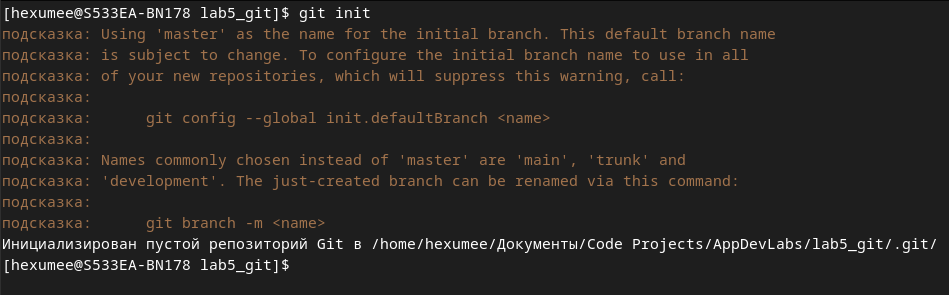 [hexumee@S533EA-BN178 lab5_git]$ git init
подсказка: Using 'master' as the name for the initial branch. This default branch name
подсказка: is subject to change. To configure the initial branch name to use in all
подсказка: of your new repositories, which will suppress this warning, call:
подсказка:
подсказка:      git config --global init.defaultBranch <name>
подсказка:
подсказка: Names commonly chosen instead of 'master' are 'main', 'trunk' and
подсказка: 'development'. The just-created branch can be renamed via this command:
подсказка:
подсказка:      git branch -m <name>
Инициализирован пустой репозиторий Git в /home/hexumee/Документы/Code Projects/AppDevLabs/lab5_git/.git/
[hexumee@S533EA-BN178 lab5_git]$